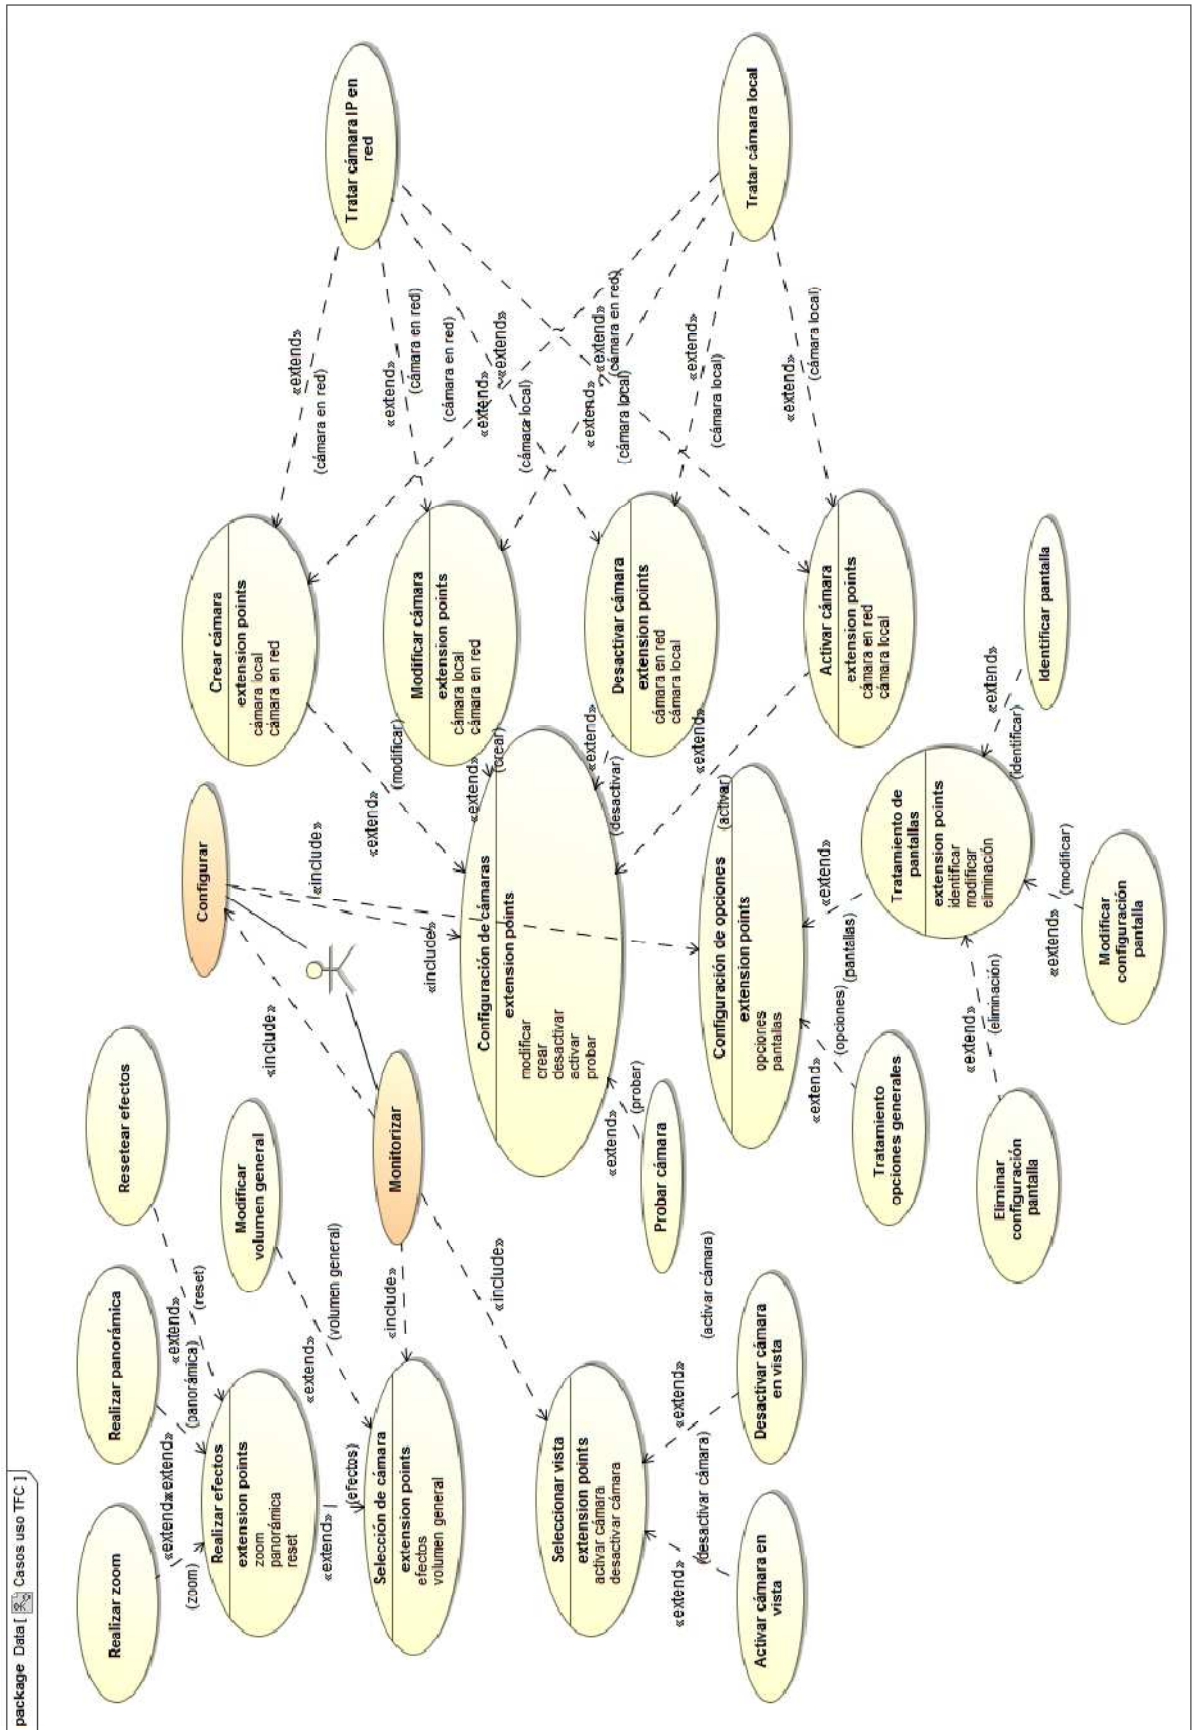 package Data [ Casos uso TFC ]
Realizar zoom
Realizar panorámica
Resetear efectos
«extend»
(reset)
«extend»«extend»
(panorámica)
(zoom)
Realizar efectos
extension points
zoom
panorámica
reset
Modificar
volumen general
«extend»
(volumen general)
«extend»
(efectos)
Selección de cámara
extension points
efectos
volumen general
«include»
Monitorizar
«include»
Configurar
«include»
«include»
«include»
Seleccionar vista
extension points
activar cámara
desactivar cámara
«extend»
(activar cámara)
«extend»
(desactivar cámara)
Activar cámara en
vista
Desactivar cámara
en vista
Configuración de cámaras
extension points
modificar
crear
desactivar
activar
probar
«extend»
(probar)
Probar cámara
Configuración de opciones
extension points
opciones
pantallas
«extend»
(opciones)
«extend»
(pantallas)
Tratamiento
opciones generales
Tratamiento de
pantallas
extension points
identificar
modificar
eliminación
«extend»
(eliminación)
Eliminar
configuración
pantalla
«extend»
(modificar)
Modificar
configuración
pantalla
«extend»
(identificar)
Identificar pantalla
Crear cámara
extension points
cámara local
cámara en red
«extend»
(modificar)
Modificar cámara
extension points
cámara local
cámara en red
«extend»
(crear)
Desactivar cámara
extension points
cámara en red
cámara local
«extend»
(desactivar)
Activar cámara
extension points
cámara en red
cámara local
«extend»
(activar)
«extend»
(cámara en red)
«extend»
(cámara en red)
«extend»
(cámara en red)
«extend»
(cámara en red)
«extend»
(cámara local)
«extend»
(cámara local)
«extend»
(cámara local)
«extend»
(cámara local)
Tratar cámara IP en
red
Tratar cámara local